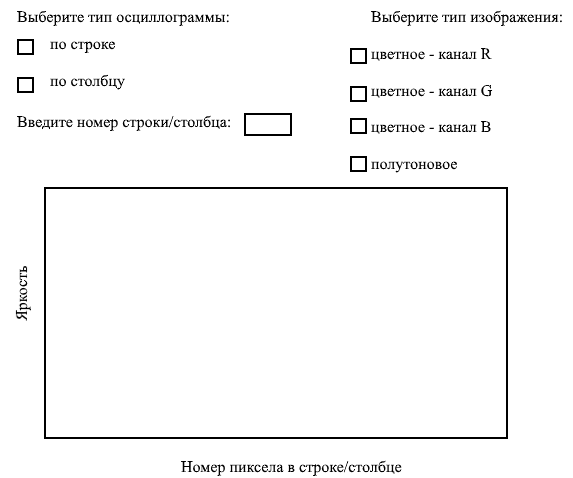 Выберите тип осциллограммы:
по строке
по столбцу
Введите номер строки/столбца:
Выберите тип изображения:
цветное - канал R
цветное - канал G
цветное - канал B
полутоновое
Яркость
Номер пиксела в строке/столбце